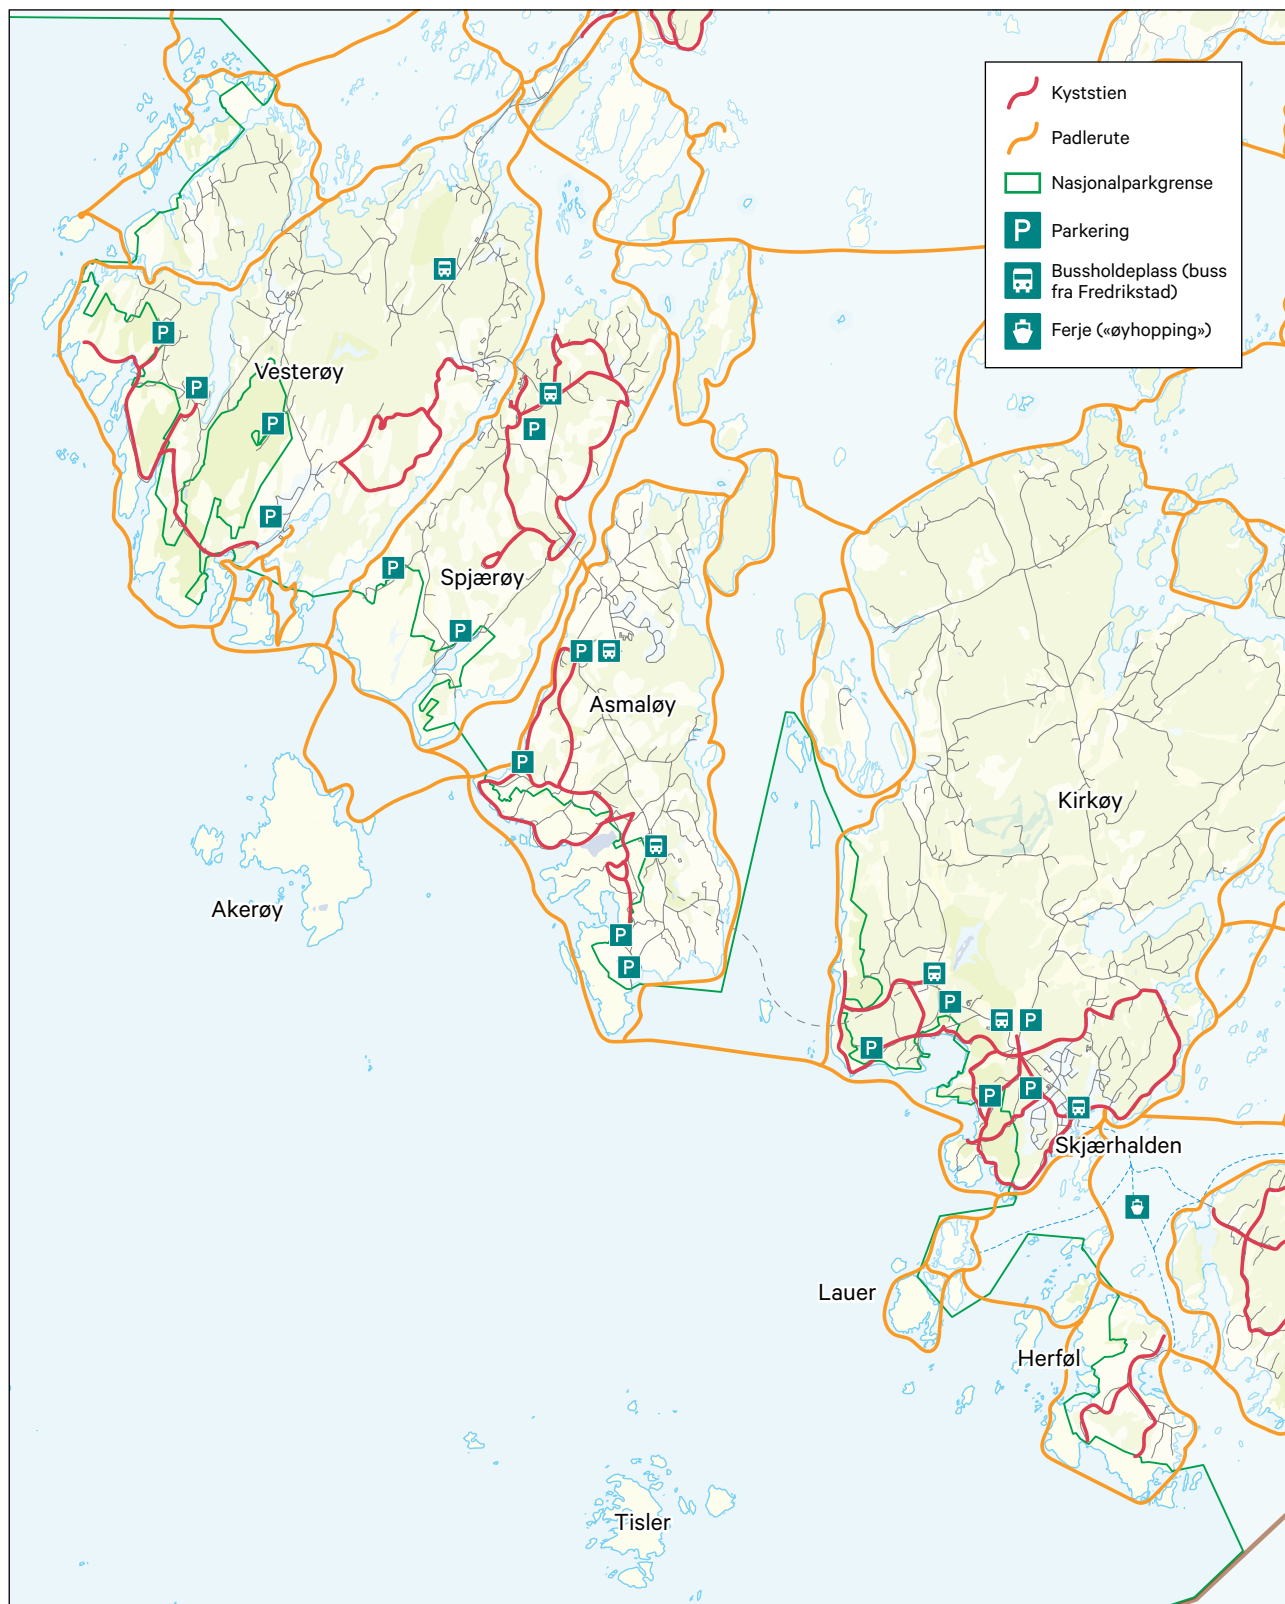 Kyststien
Padlerute
Nasjonalparkgrense
P Parkering
Bussholdeplass (buss
fra Fredrikstad)
Ferje («øyhopping»)
P
Vesterøy
P
P
P
P
P
Spjærøy
P
P
Asmaløy
P
Kirkøy
Akerøy
P
P
P
P
P
P
P
Skjærhalden
Lauer
Herføl
Tisler